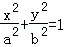 x²/a² + y²/b² = 1